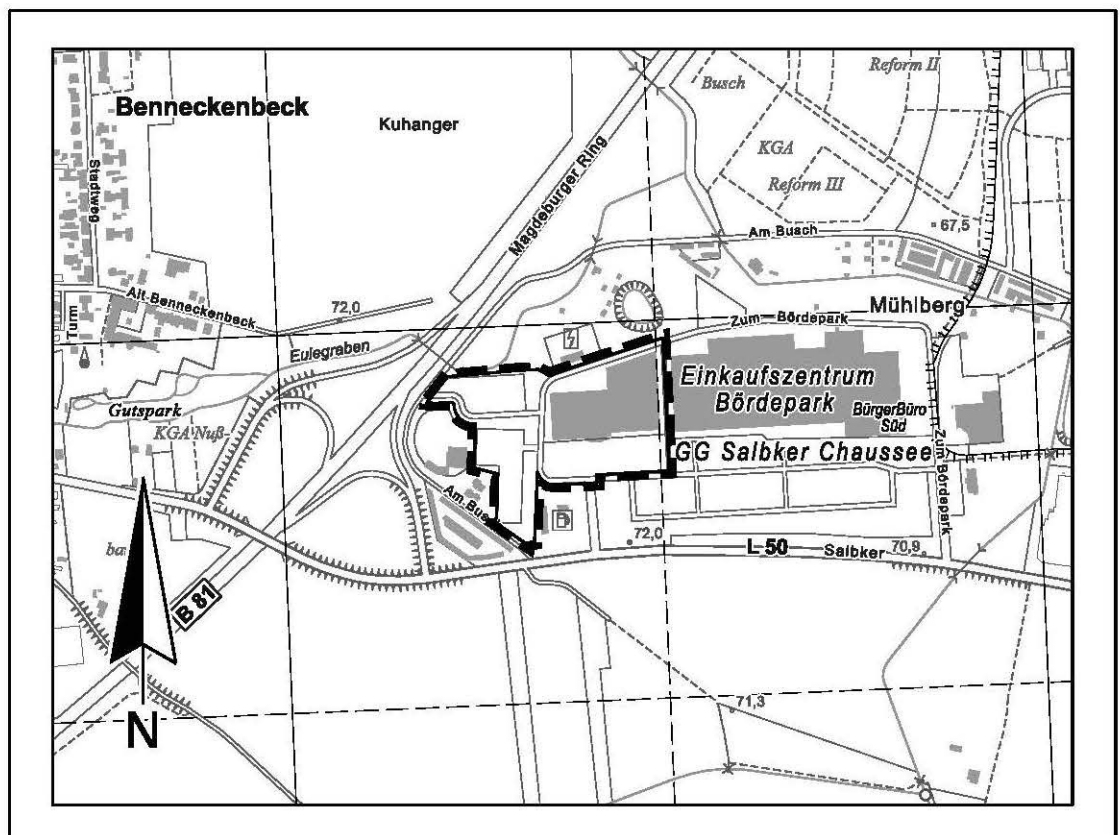 Benneckenbeck
Kuhanger
Busch
Reform II
KGA
Reform III
Stadtweg
Magdeburger Ring
Am Busch
67,5
Alt-Benneckenbeck
72,0
Mühlberg
Turm
Eulegraben
Zum Bördepark
Einkaufszentrum
Bördepark
BürgerBüro
Süd
Gutspark
KGA Nuß-
GG Salbker Chaussee
Zum Bördepark
Am Bus
72,0
L 50
Salbker
70,9
B 81
71,3
N